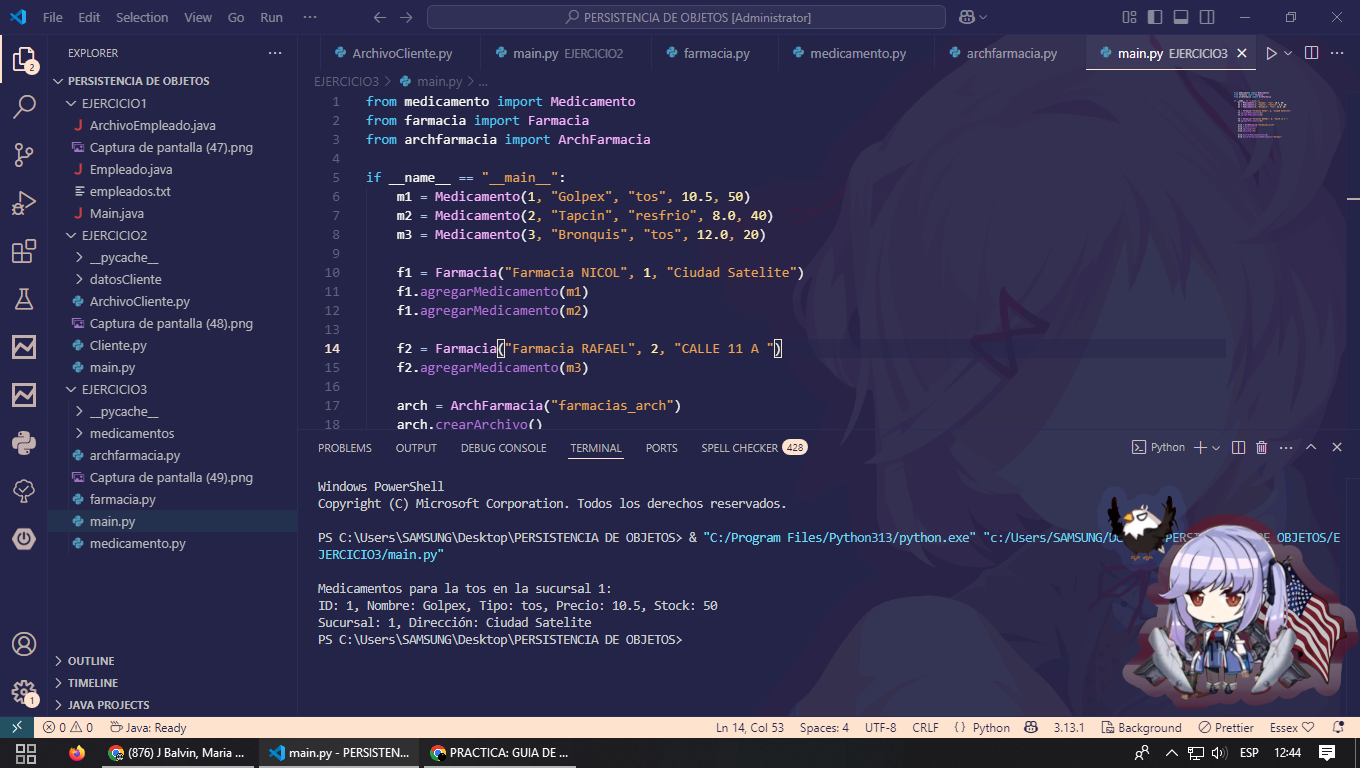 File Edit Selection View Go Run ···
PERSISTENCIA DE OBJETOS [Administrator]
EXPLORER
PERSISTENCIA DE OBJETOS
EJERCICIO1
ArchivoEmpleado.java
Captura de pantalla (47).png
Empleado.java
empleados.txt
Main.java
EJERCICIO2
__pycache__
datosCliente
ArchivoCliente.py
Captura de pantalla (48).png
Cliente.py
main.py
EJERCICIO3
__pycache__
medicamentos
archfarmacia.py
Captura de pantalla (49).png
farmacia.py
main.py
medicamento.py
OUTLINE
TIMELINE
JAVA PROJECTS
2
1
ArchivoCliente.py main.py EJERCICIO2 farmacia.py medicamento.py archfarmacia.py main.py EJERCICIO3
EJERCICIO3 > main.py > ...
1 from medicamento import Medicamento
2 from farmacia import Farmacia
3 from archfarmacia import ArchFarmacia
4
5 if __name__ == "__main__":
6 m1 = Medicamento(1, "Golpex", "tos", 10.5, 50)
7 m2 = Medicamento(2, "Tapcin", "resfrio", 8.0, 40)
8 m3 = Medicamento(3, "Bronquis", "tos", 12.0, 20)
9
10 f1 = Farmacia("Farmacia NICOL", 1, "Ciudad Satelite")
11 f1.agregarMedicamento(m1)
12 f1.agregarMedicamento(m2)
13
14 f2 = Farmacia("Farmacia RAFAEL", 2, "CALLE 11 A ")
15 f2.agregarMedicamento(m3)
16
17 arch = ArchFarmacia("farmacias_arch")
18 arch.crearArchivo()
PROBLEMS OUTPUT DEBUG CONSOLE TERMINAL PORTS SPELL CHECKER 428
Python
Windows PowerShell
Copyright (C) Microsoft Corporation. Todos los derechos reservados.
PS C:\Users\SAMSUNG\Desktop\PERSISTENCIA DE OBJETOS> & "C:/Program Files/Python313/python.exe" "c:/Users/SAMSUNG/ OBJETOS/E
JERCICIO3/main.py"
Medicamentos para la tos en la sucursal 1:
ID: 1, Nombre: Golpex, Tipo: tos, Precio: 10.5, Stock: 50
Sucursal: 1, Dirección: Ciudad Satelite
PS C:\Users\SAMSUNG\Desktop\PERSISTENCIA DE OBJETOS>
0 0 Java: Ready Ln 14, Col 53 Spaces: 4 UTF-8 CRLF Python 3.13.1 Background Prettier Essex
(876) J Balvin, Maria ... main.py - PERSISTEN... PRACTICA: GUIA DE ... ESP 12:44